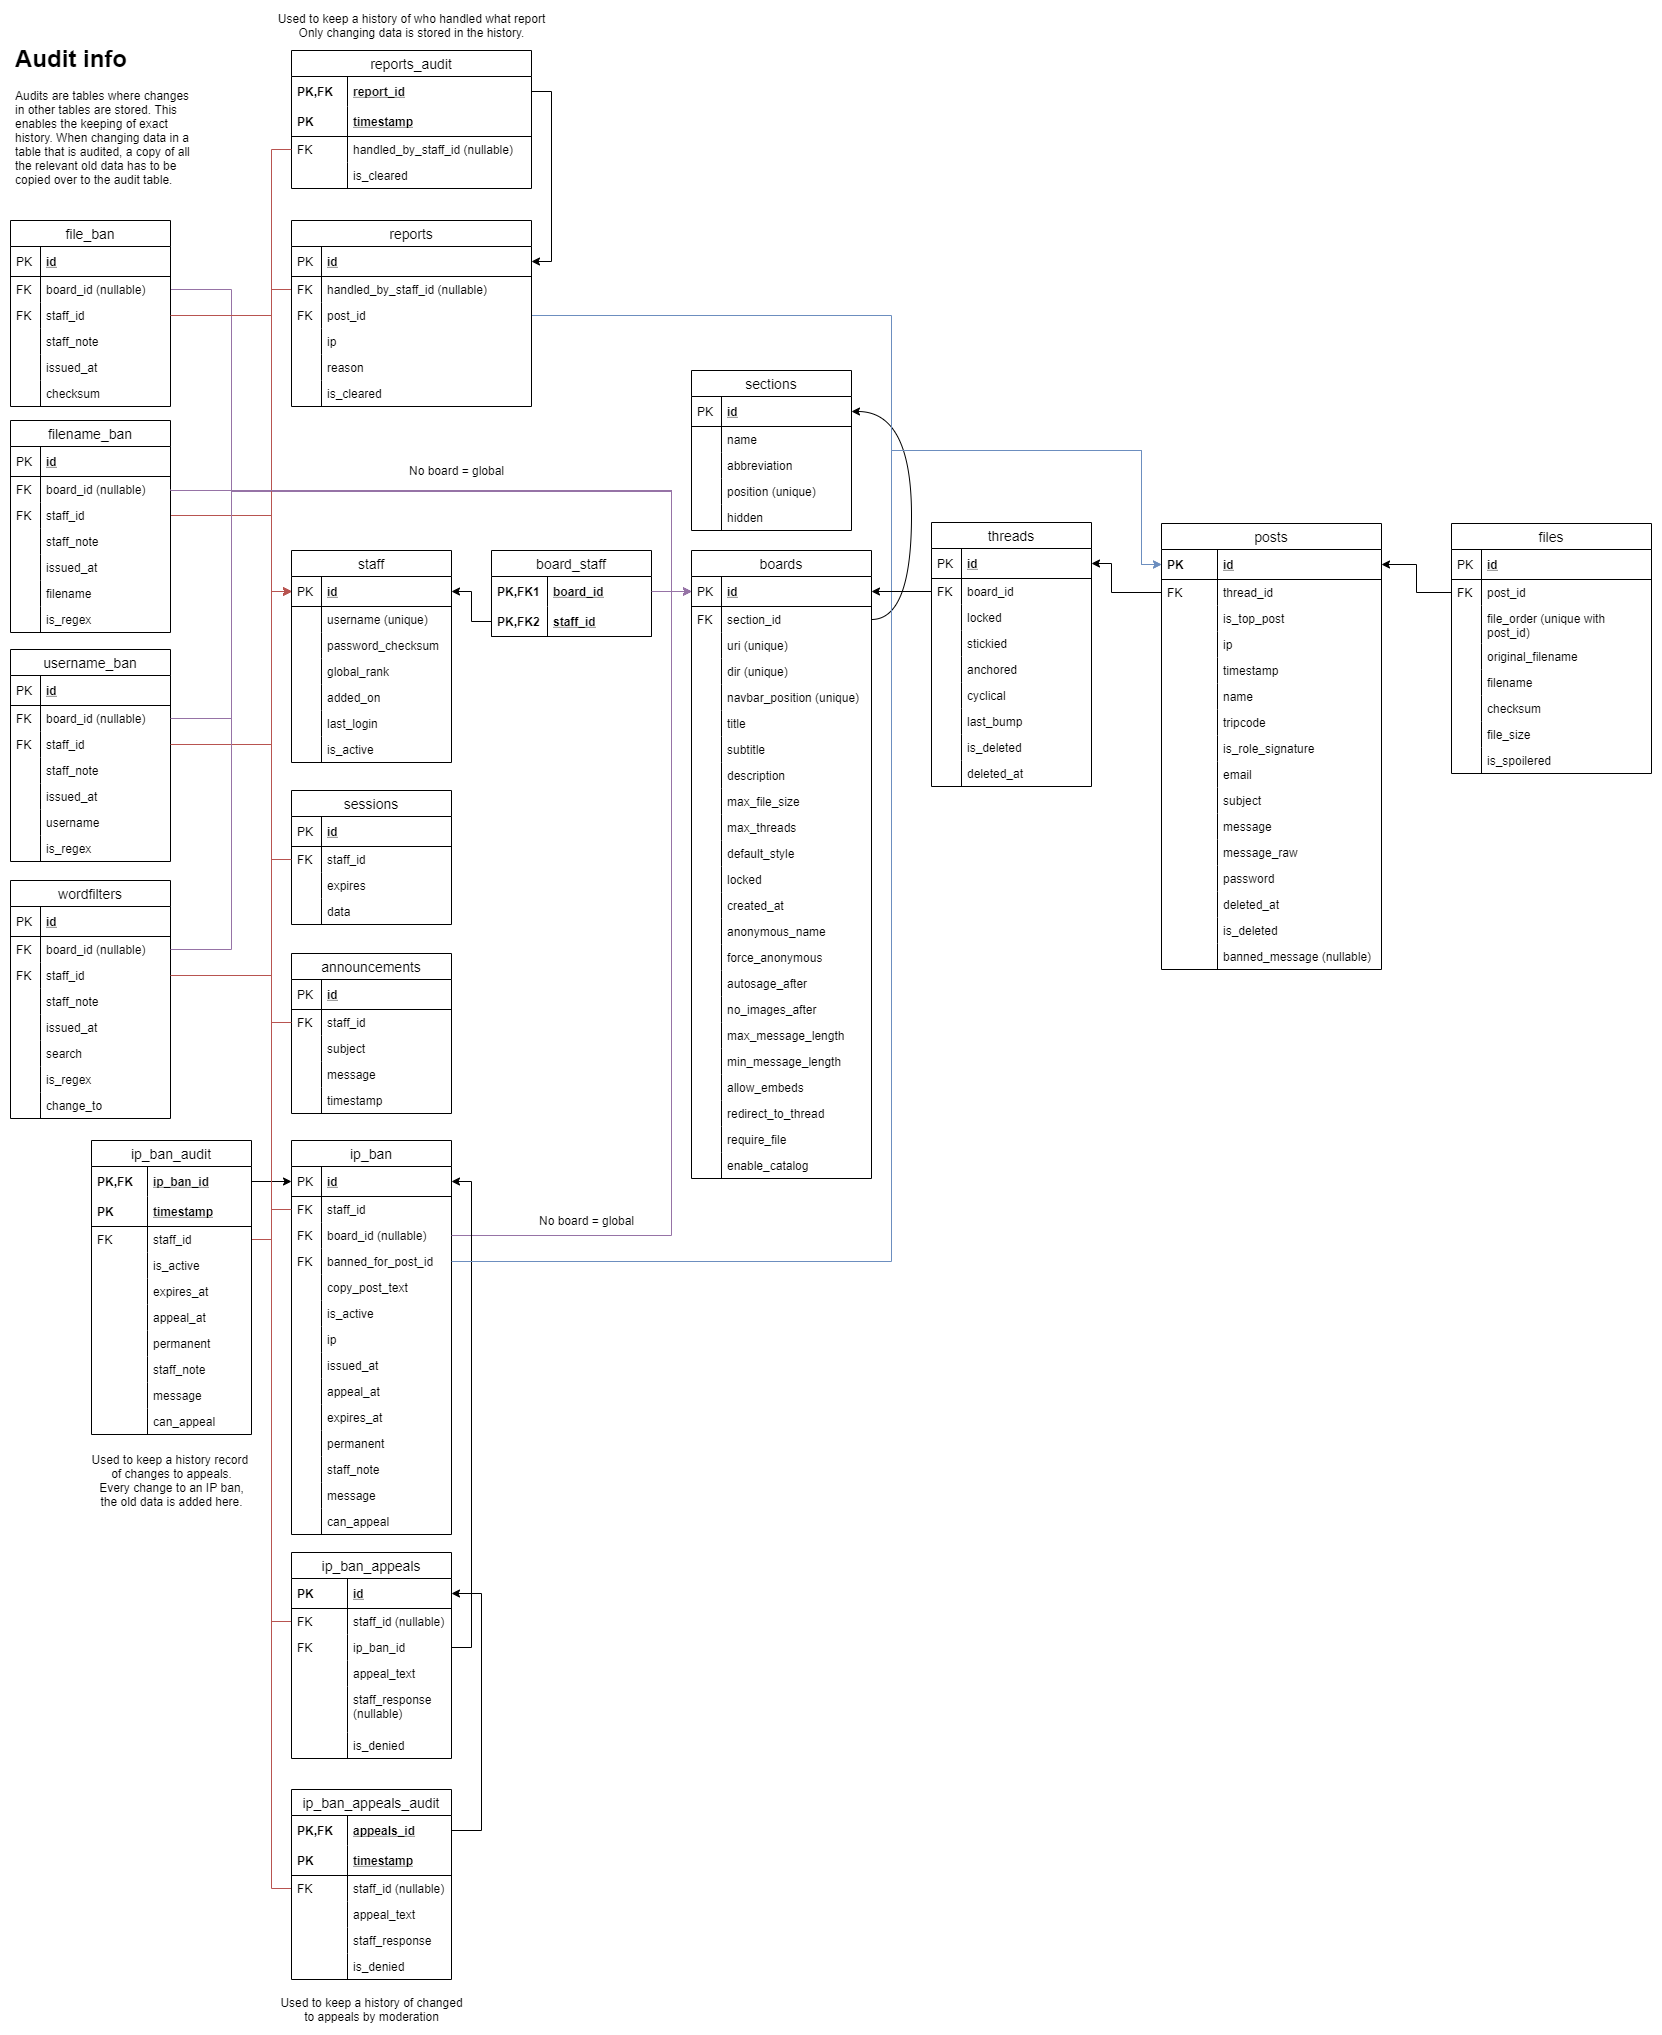 Used to keep a history of who handled what report
Only changing data is stored in the history.
Audit info
Audits are tables where changes
in other tables are stored. This
enables the keeping of exact
history. When changing data in a
table that is audited, a copy of all
the relevant old data has to be
copied over to the audit table.
reports_audit
PK,FK report_id
PK timestamp
FK handled_by_staff_id (nullable)
is_cleared
file_ban
PK id
FK board_id (nullable)
FK staff_id
staff_note
issued_at
checksum
reports
PK id
FK handled_by_staff_id (nullable)
FK post_id
ip
reason
is_cleared
filename_ban
PK id
FK board_id (nullable)
FK staff_id
staff_note
issued_at
filename
is_regex
No board = global
sections
PK id
name
abbreviation
position (unique)
hidden
username_ban
PK id
FK board_id (nullable)
FK staff_id
staff_note
issued_at
username
is_regex
staff
PK id
username (unique)
password_checksum
global_rank
added_on
last_login
is_active
board_staff
PK,FK1 board_id
PK,FK2 staff_id
boards
PK id
FK section_id
uri (unique)
dir (unique)
navbar_position (unique)
title
subtitle
description
max_file_size
max_threads
default_style
locked
created_at
anonymous_name
force_anonymous
autosage_after
no_images_after
max_message_length
min_message_length
allow_embeds
redirect_to_thread
require_file
enable_catalog
threads
PK id
FK board_id
locked
stickied
anchored
cyclical
last_bump
is_deleted
deleted_at
posts
PK id
FK thread_id
is_top_post
ip
timestamp
name
tripcode
is_role_signature
email
subject
message
message_raw
password
deleted_at
is_deleted
banned_message (nullable)
files
PK id
FK post_id
file_order (unique with
post_id)
original_filename
filename
checksum
file_size
is_spoilered
sessions
PK id
FK staff_id
expires
data
wordfilters
PK id
FK board_id (nullable)
FK staff_id
staff_note
issued_at
search
is_regex
change_to
announcements
PK id
FK staff_id
subject
message
timestamp
ip_ban_audit
PK,FK ip_ban_id
PK timestamp
FK staff_id
is_active
expires_at
appeal_at
permanent
staff_note
message
can_appeal
Used to keep a history record
of changes to appeals.
Every change to an IP ban,
the old data is added here.
ip_ban
PK id
FK staff_id
FK board_id (nullable)
FK banned_for_post_id
copy_post_text
is_active
ip
issued_at
appeal_at
expires_at
permanent
staff_note
message
can_appeal
No board = global
ip_ban_appeals
PK id
FK staff_id (nullable)
FK ip_ban_id
appeal_text
staff_response
(nullable)
is_denied
ip_ban_appeals_audit
PK,FK appeals_id
PK timestamp
FK staff_id (nullable)
appeal_text
staff_response
is_denied
Used to keep a history of changed
to appeals by moderation